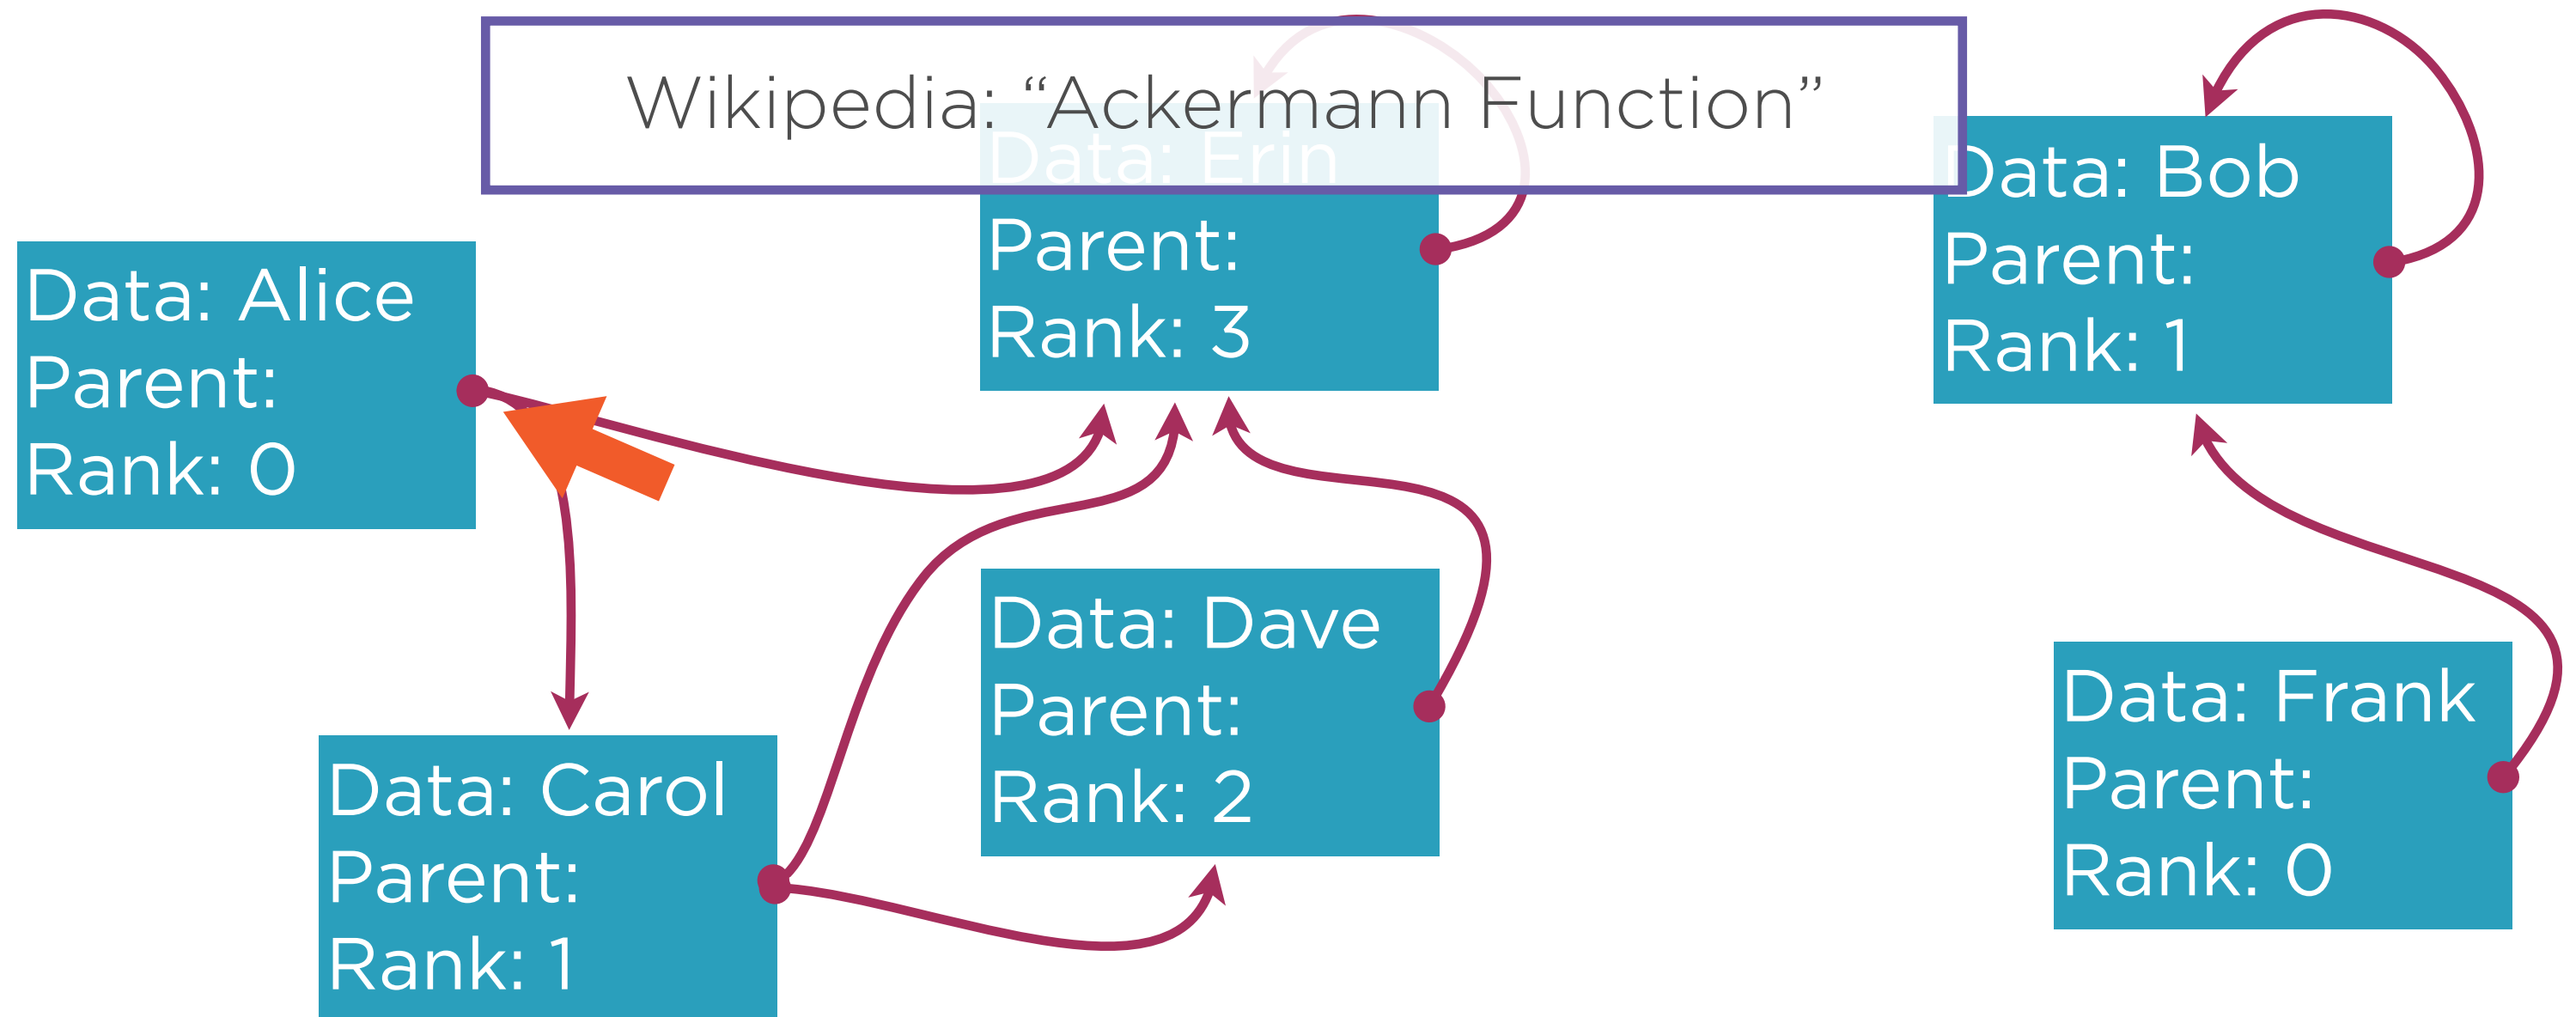 Wikipedia: “Ackermann Function”
Data: Erin
Parent:
Rank: 3
Data: Bob
Parent:
Rank: 1
Data: Alice
Parent:
Rank: 0
Data: Dave
Parent:
Rank: 2
Data: Frank
Parent:
Rank: 0
Data: Carol
Parent:
Rank: 1